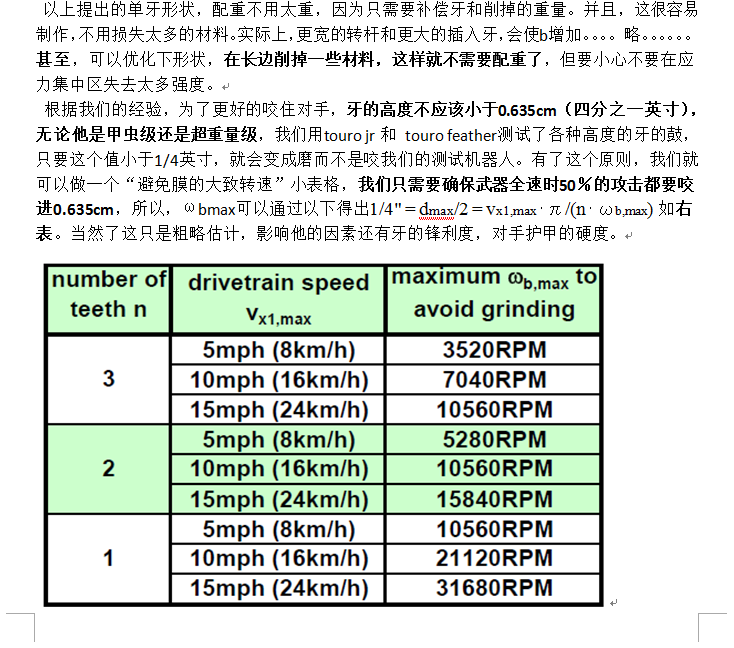 以上提出的单牙形状，配重不用太重，因为只需要补偿牙和削掉的重量。并且，这很容易
制作，不用损失太多的材料。实际上，更宽的转杆和更大的插入牙，会使b增加。。。。略。。。。。。
甚至，可以优化下形状，在长边削掉一些材料，这样就不需要配重了，但要小心不要在应
力集中区失去太多强度。
根据我们的经验，为了更好的咬住对手，牙的高度不应该小于0.635cm（四分之一英寸），
无论他是甲虫级还是超重量级，我们用touro jr 和 touro feather测试了各种高度的牙的鼓，
只要这个值小于1/4英寸，就会变成磨而不是咬我们的测试机器人。有了这个原则，我们就
可以做一个“避免膜的大致转速”小表格，我们只需要确保武器全速时50％的攻击都要咬
进0.635cm，所以，ωbmax可以通过以下得出1/4" = dmax/2 = vx1,max · π /(n · ωb,max) 如右
表。当然了这只是粗略估计，影响他的因素还有牙的锋利度，对手护甲的硬度。
number of teeth n drivetrain speed vx1,max maximum ωb,max to avoid grinding
3 5mph (8km/h) 3520RPM
10mph (16km/h) 7040RPM
15mph (24km/h) 10560RPM
2 5mph (8km/h) 5280RPM
10mph (16km/h) 10560RPM
15mph (24km/h) 15840RPM
1 5mph (8km/h) 10560RPM
10mph (16km/h) 21120RPM
15mph (24km/h) 31680RPM